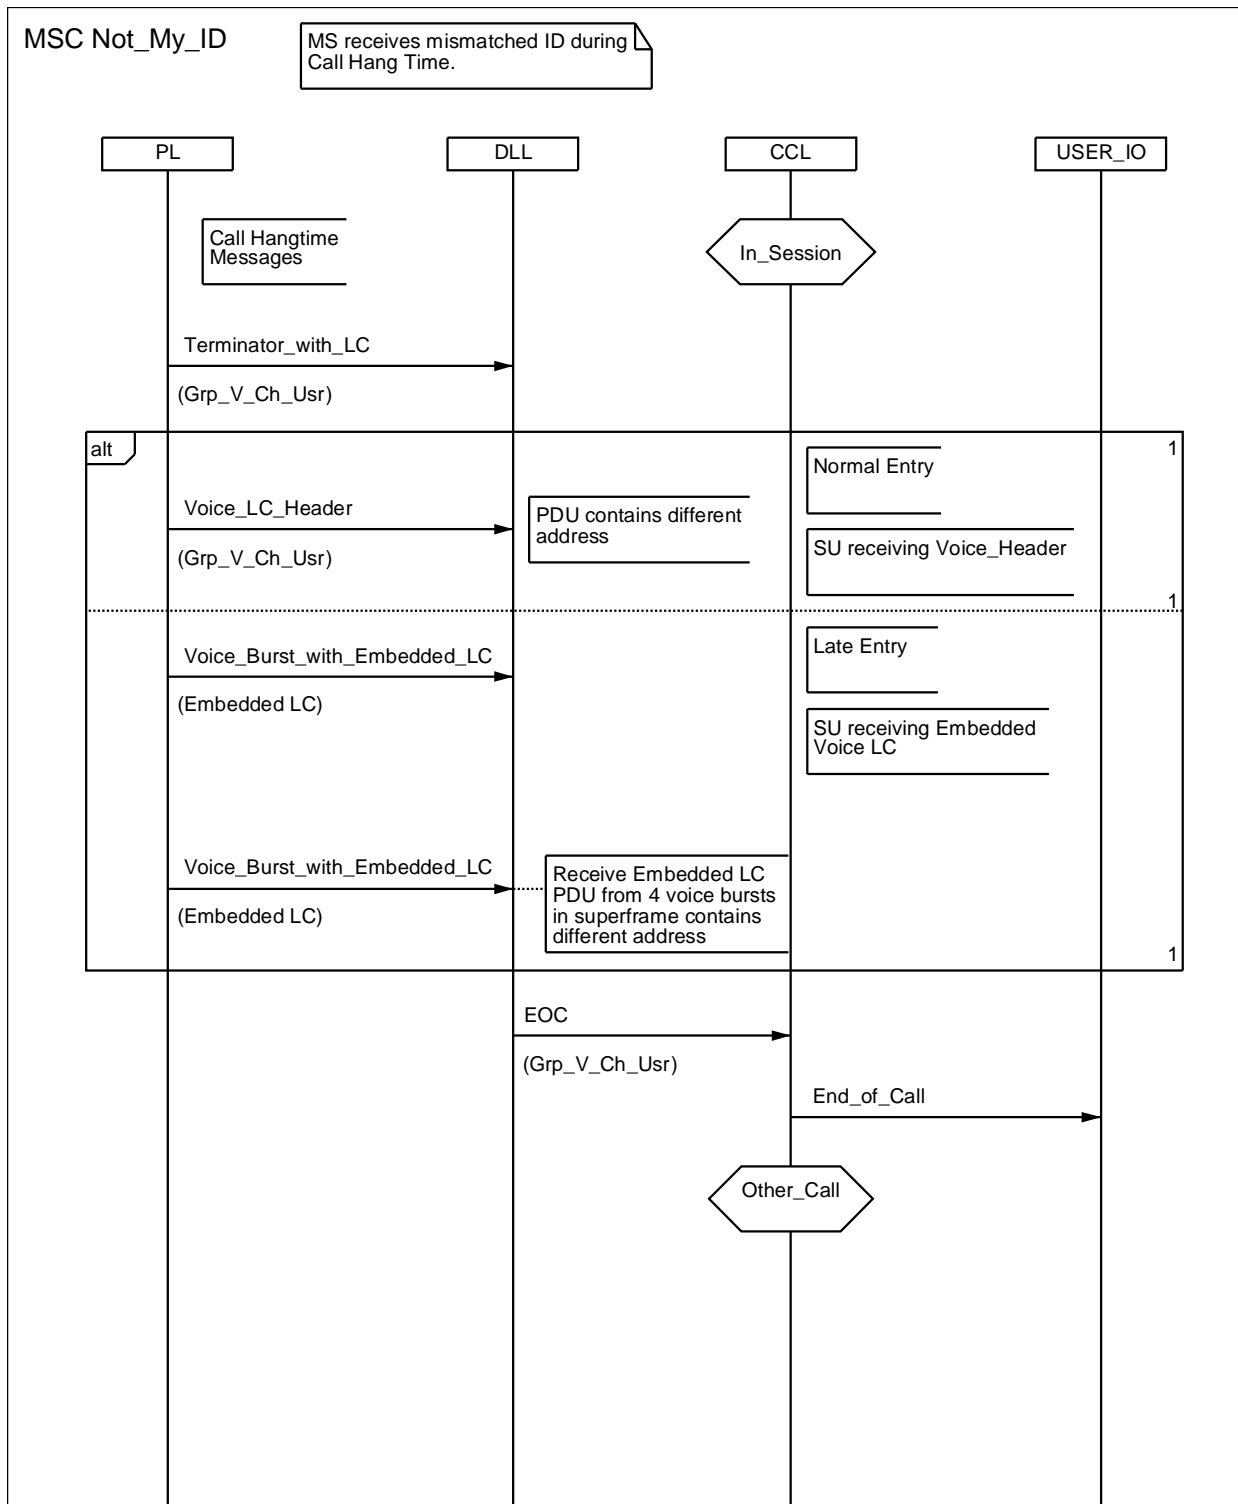 MSC Not_My_ID
MS receives mismatched ID during
Call Hang Time.
PL
DLL
CCL
USER_IO
Call Hangtime
Messages
In_Session
Terminator_with_LC
(Grp_V_Ch_Usr)
alt
1
Normal Entry
Voice_LC_Header
(Grp_V_Ch_Usr)
PDU contains different
address
SU receiving Voice_Header
1
Voice_Burst_with_Embedded_LC
(Embedded LC)
Late Entry
SU receiving Embedded
Voice LC
Voice_Burst_with_Embedded_LC
(Embedded LC)
Receive Embedded LC
PDU from 4 voice bursts
in superframe contains
different address
1
EOC
(Grp_V_Ch_Usr)
End_of_Call
Other_Call